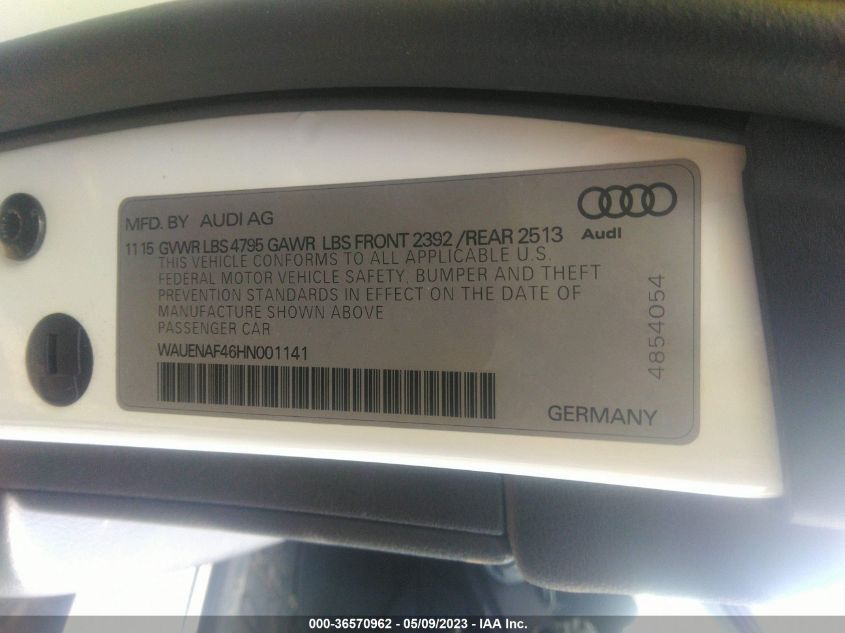 MFD. BY AUDI AG
11 15 GVWR LBS 4795 GAWR LBS FRONT 2392 /REAR 2513
Audi
THIS VEHICLE CONFORMS TO ALL APPLICABLE U.S.
FEDERAL MOTOR VEHICLE SAFETY, BUMPER AND THEFT
PREVENTION STANDARDS IN EFFECT ON THE DATE OF
MANUFACTURE SHOWN ABOVE
PASSENGER CAR
WAUENAF46HN001141
4854054
GERMANY
000-36570962 - 05/09/2023 - IAA Inc.